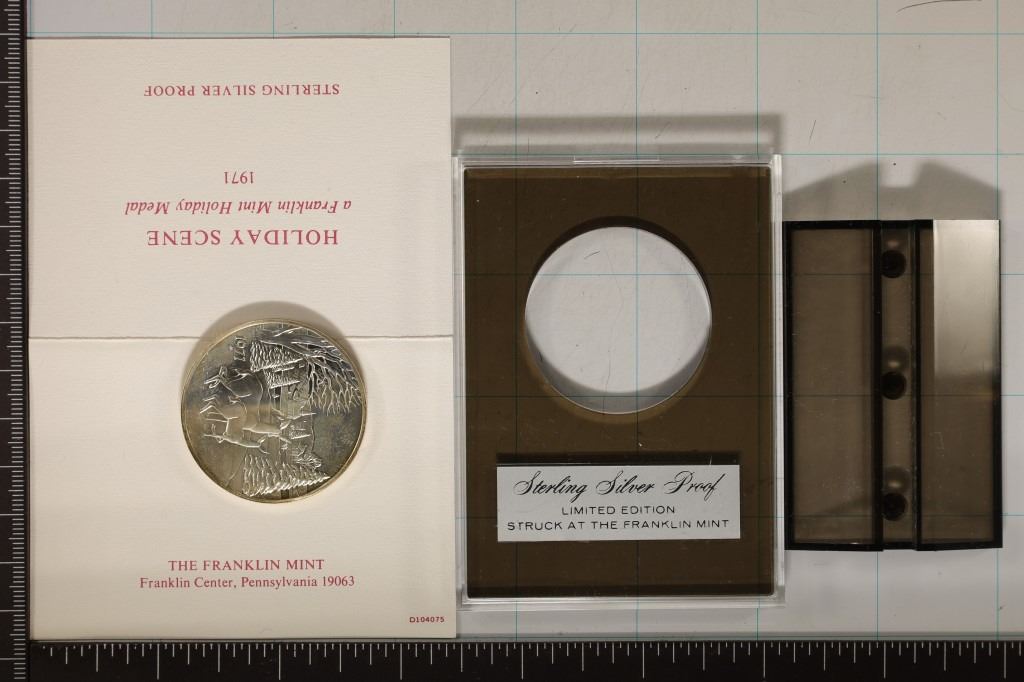 STERLING SILVER PROOF
1971
a Franklin Mint Holiday Medal
HOLIDAY SCENE
1971
THE FRANKLIN MINT
Franklin Center, Pennsylvania 19063
D104075
Sterling Silver Proof
LIMITED EDITION
STRUCK AT THE FRANKLIN MINT